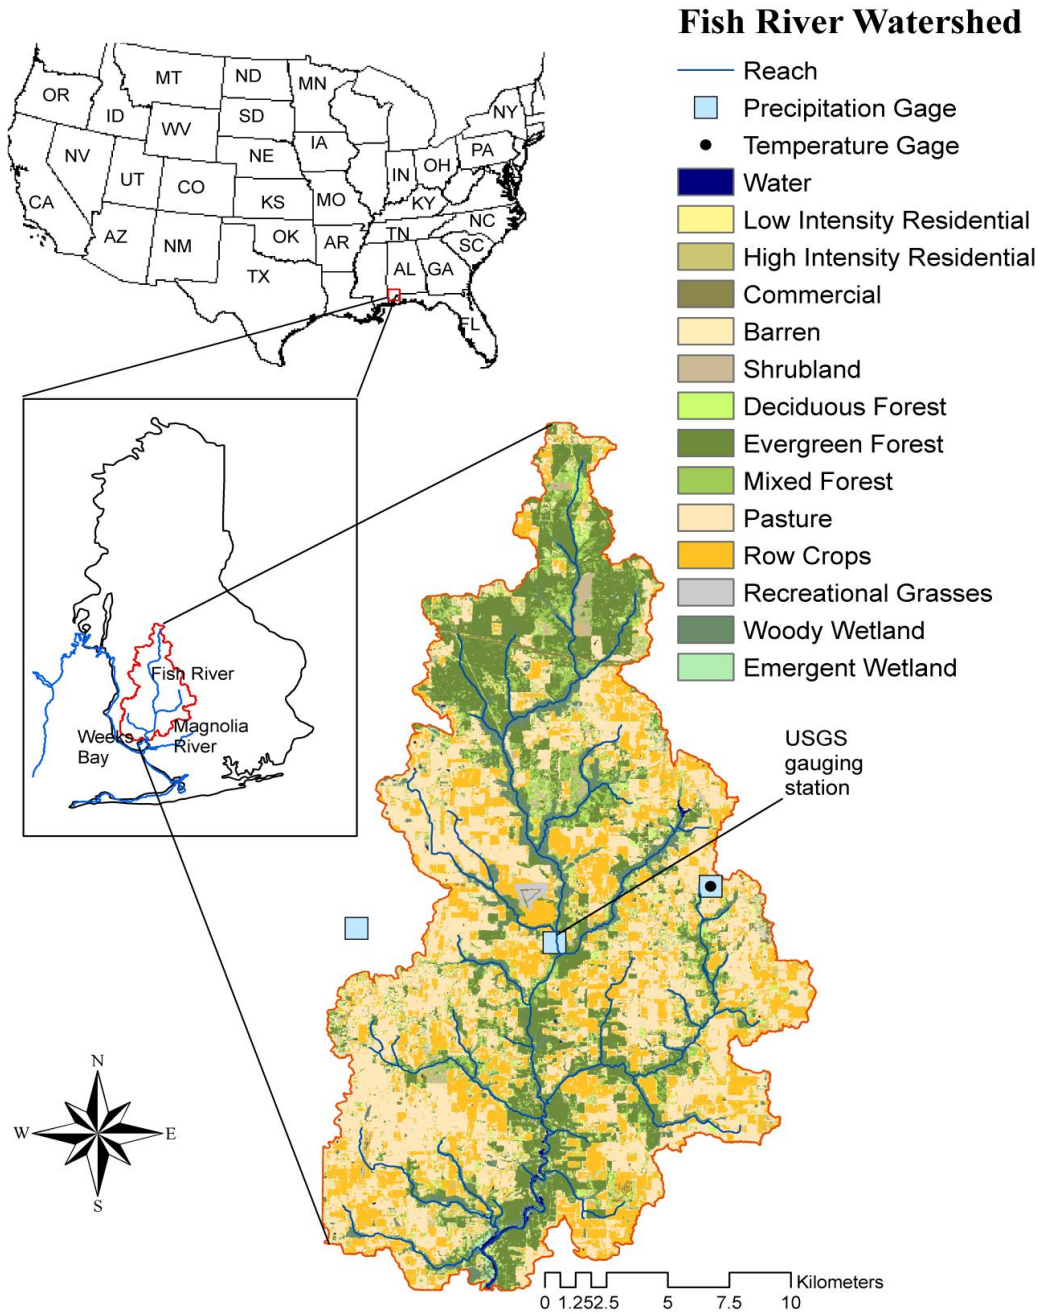 Fish River Watershed
Reach
Precipitation Gage
Temperature Gage
Water
Low Intensity Residential
High Intensity Residential
Commercial
Barren
Shrubland
Deciduous Forest
Evergreen Forest
Mixed Forest
Pasture
Row Crops
Recreational Grasses
Woody Wetland
Emergent Wetland
MT
ND
MN
OR
ID
SD
NY
WV
IA
PA
NV
NE
IN
OH
UT
CO
CA
KS
MO
KY
NC
AZ
NM
OK
AR
TN
SC
TX
AL
GA
FL
Fish River
Weeks
Bay
Magnolia
River
USGS
gauging
station
N
W
E
S
Kilometers
0 1.252.5 5 7.5 10